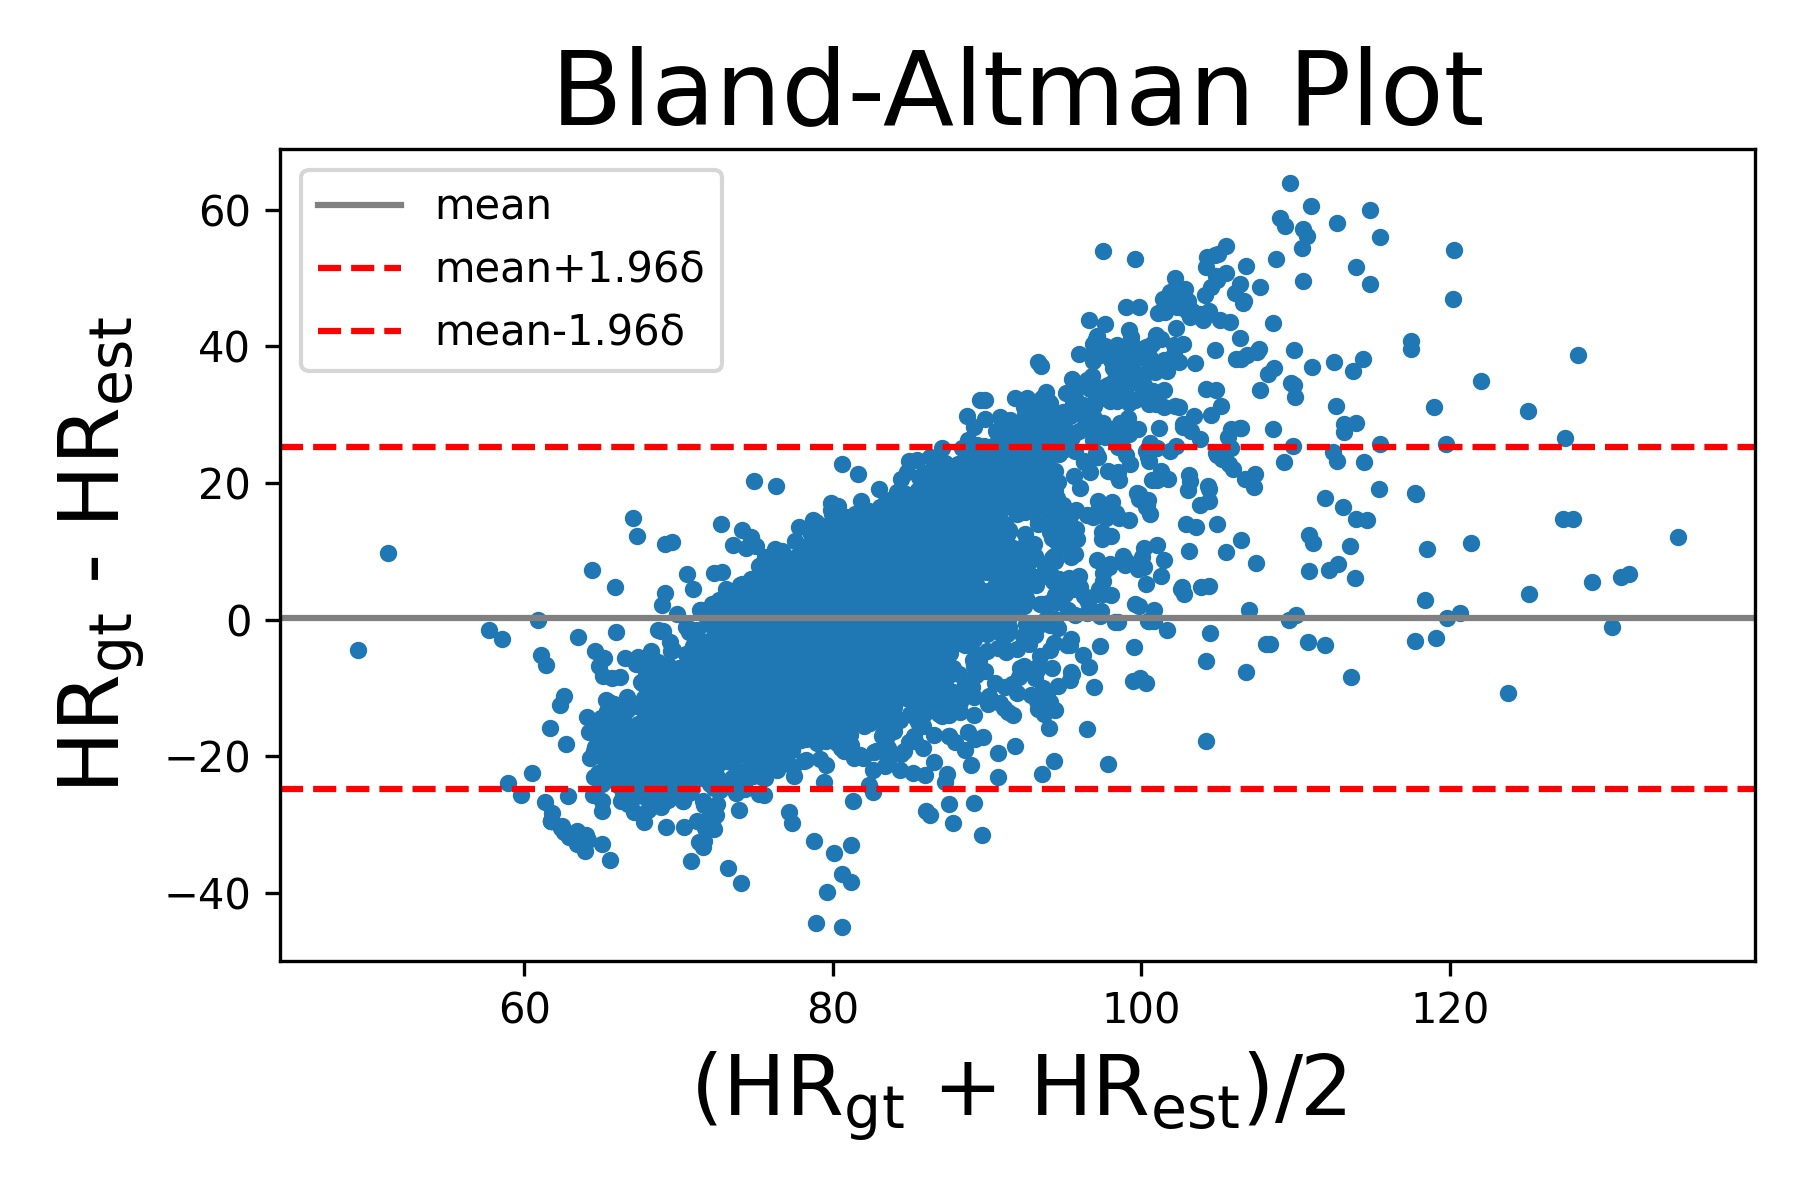 Bland-Altman Plot
mean
mean+1.96δ
mean-1.96δ
HRgt - HRest
60
40
20
0
−20
−40
60 80 100 120
(HRgt + HRest)/2